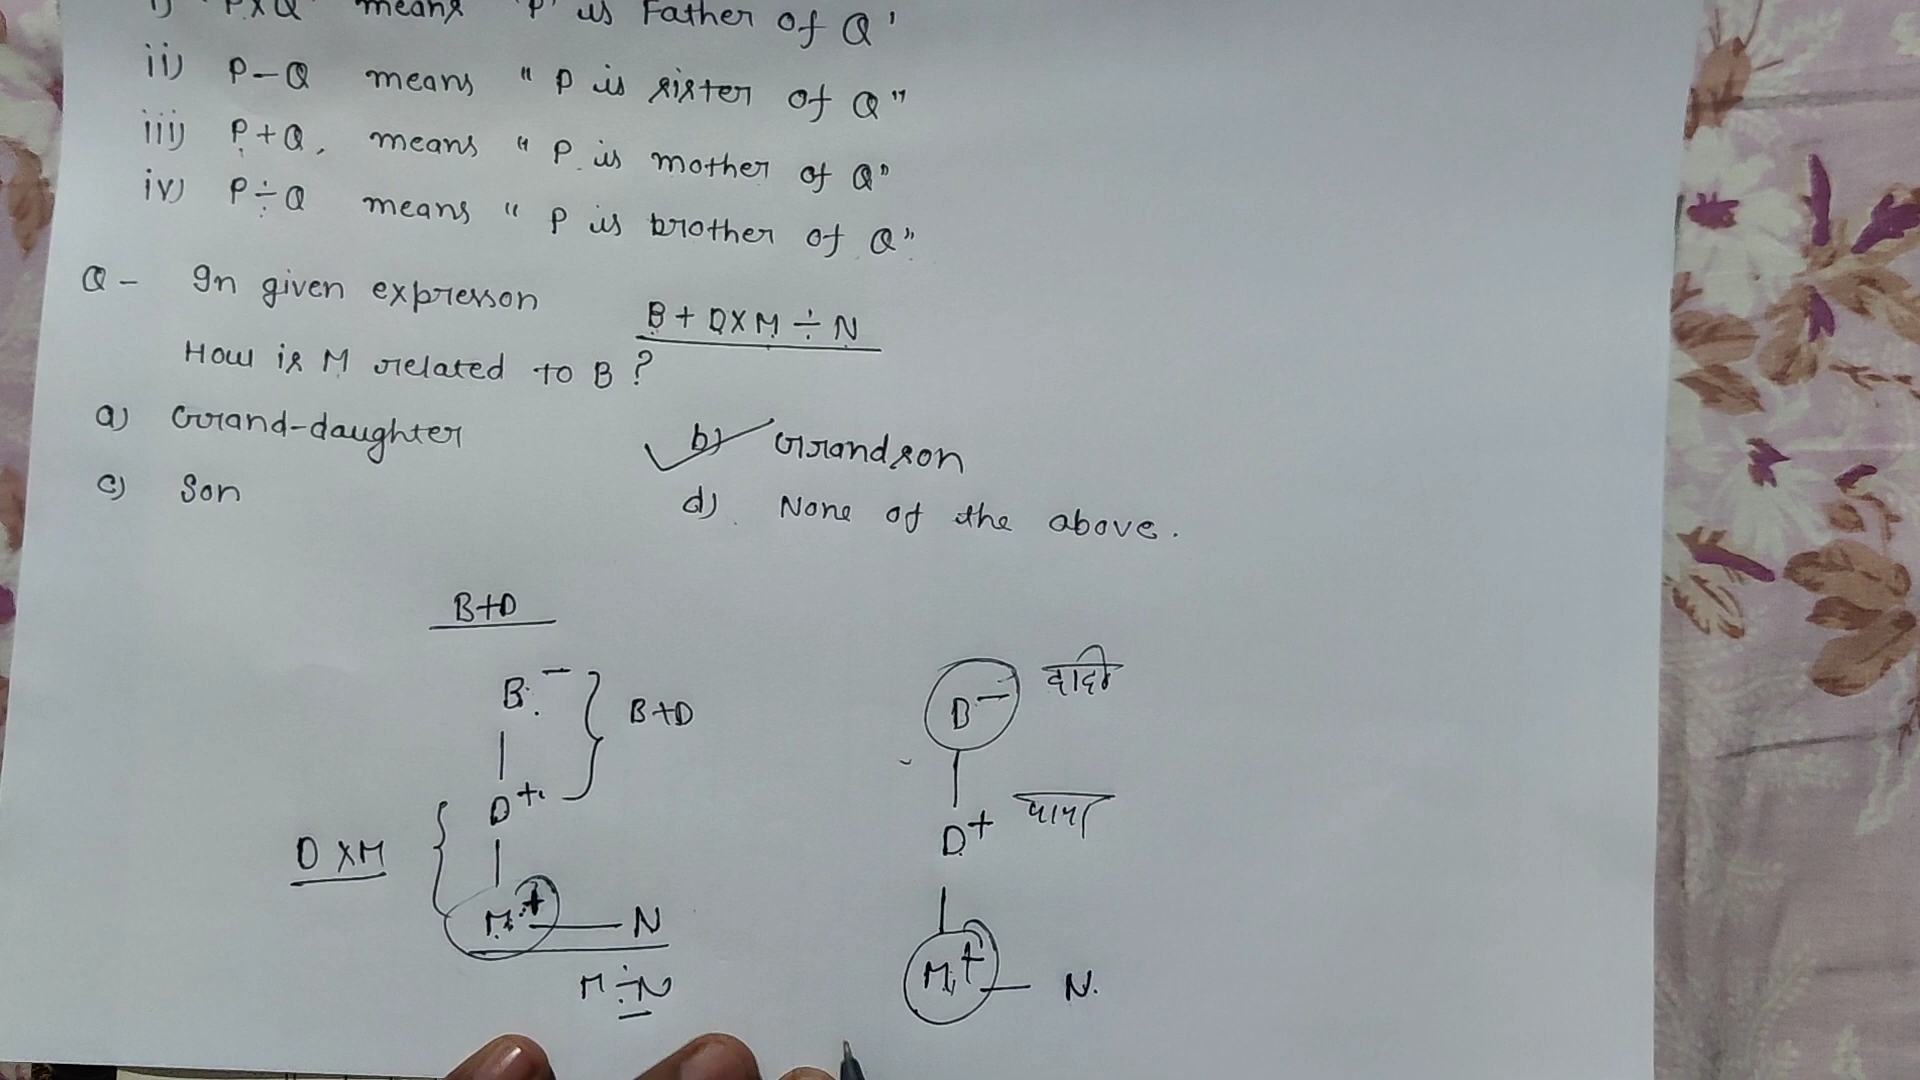 i) P×Q means 'P' is Father of Q'
ii) P-Q means "P is sister of Q"
iii) P+Q, means "P is mother of Q"
iv) P÷Q means "P is brother of Q"
Q- In given expresson B + D×M ÷ N
How is M related to B ?
a) Grand-daughter b) Grandson
c) Son d). None of the above.
B+D
B - B+D B - दादी
D + D + पापा
D×M
M + N M + N.
M÷N